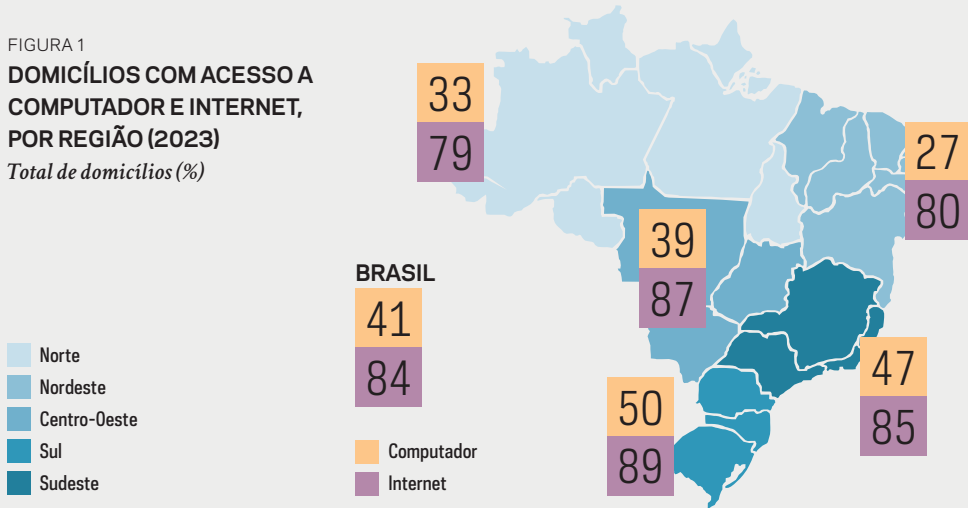 FIGURA 1
DOMICÍLIOS COM ACESSO A
COMPUTADOR E INTERNET,
POR REGIÃO (2023)
Total de domicílios (%)
33
79
27
80
39
87
BRASIL
41
84
47
85
50
89
Norte
Nordeste
Centro-Oeste
Sul
Sudeste
Computador
Internet